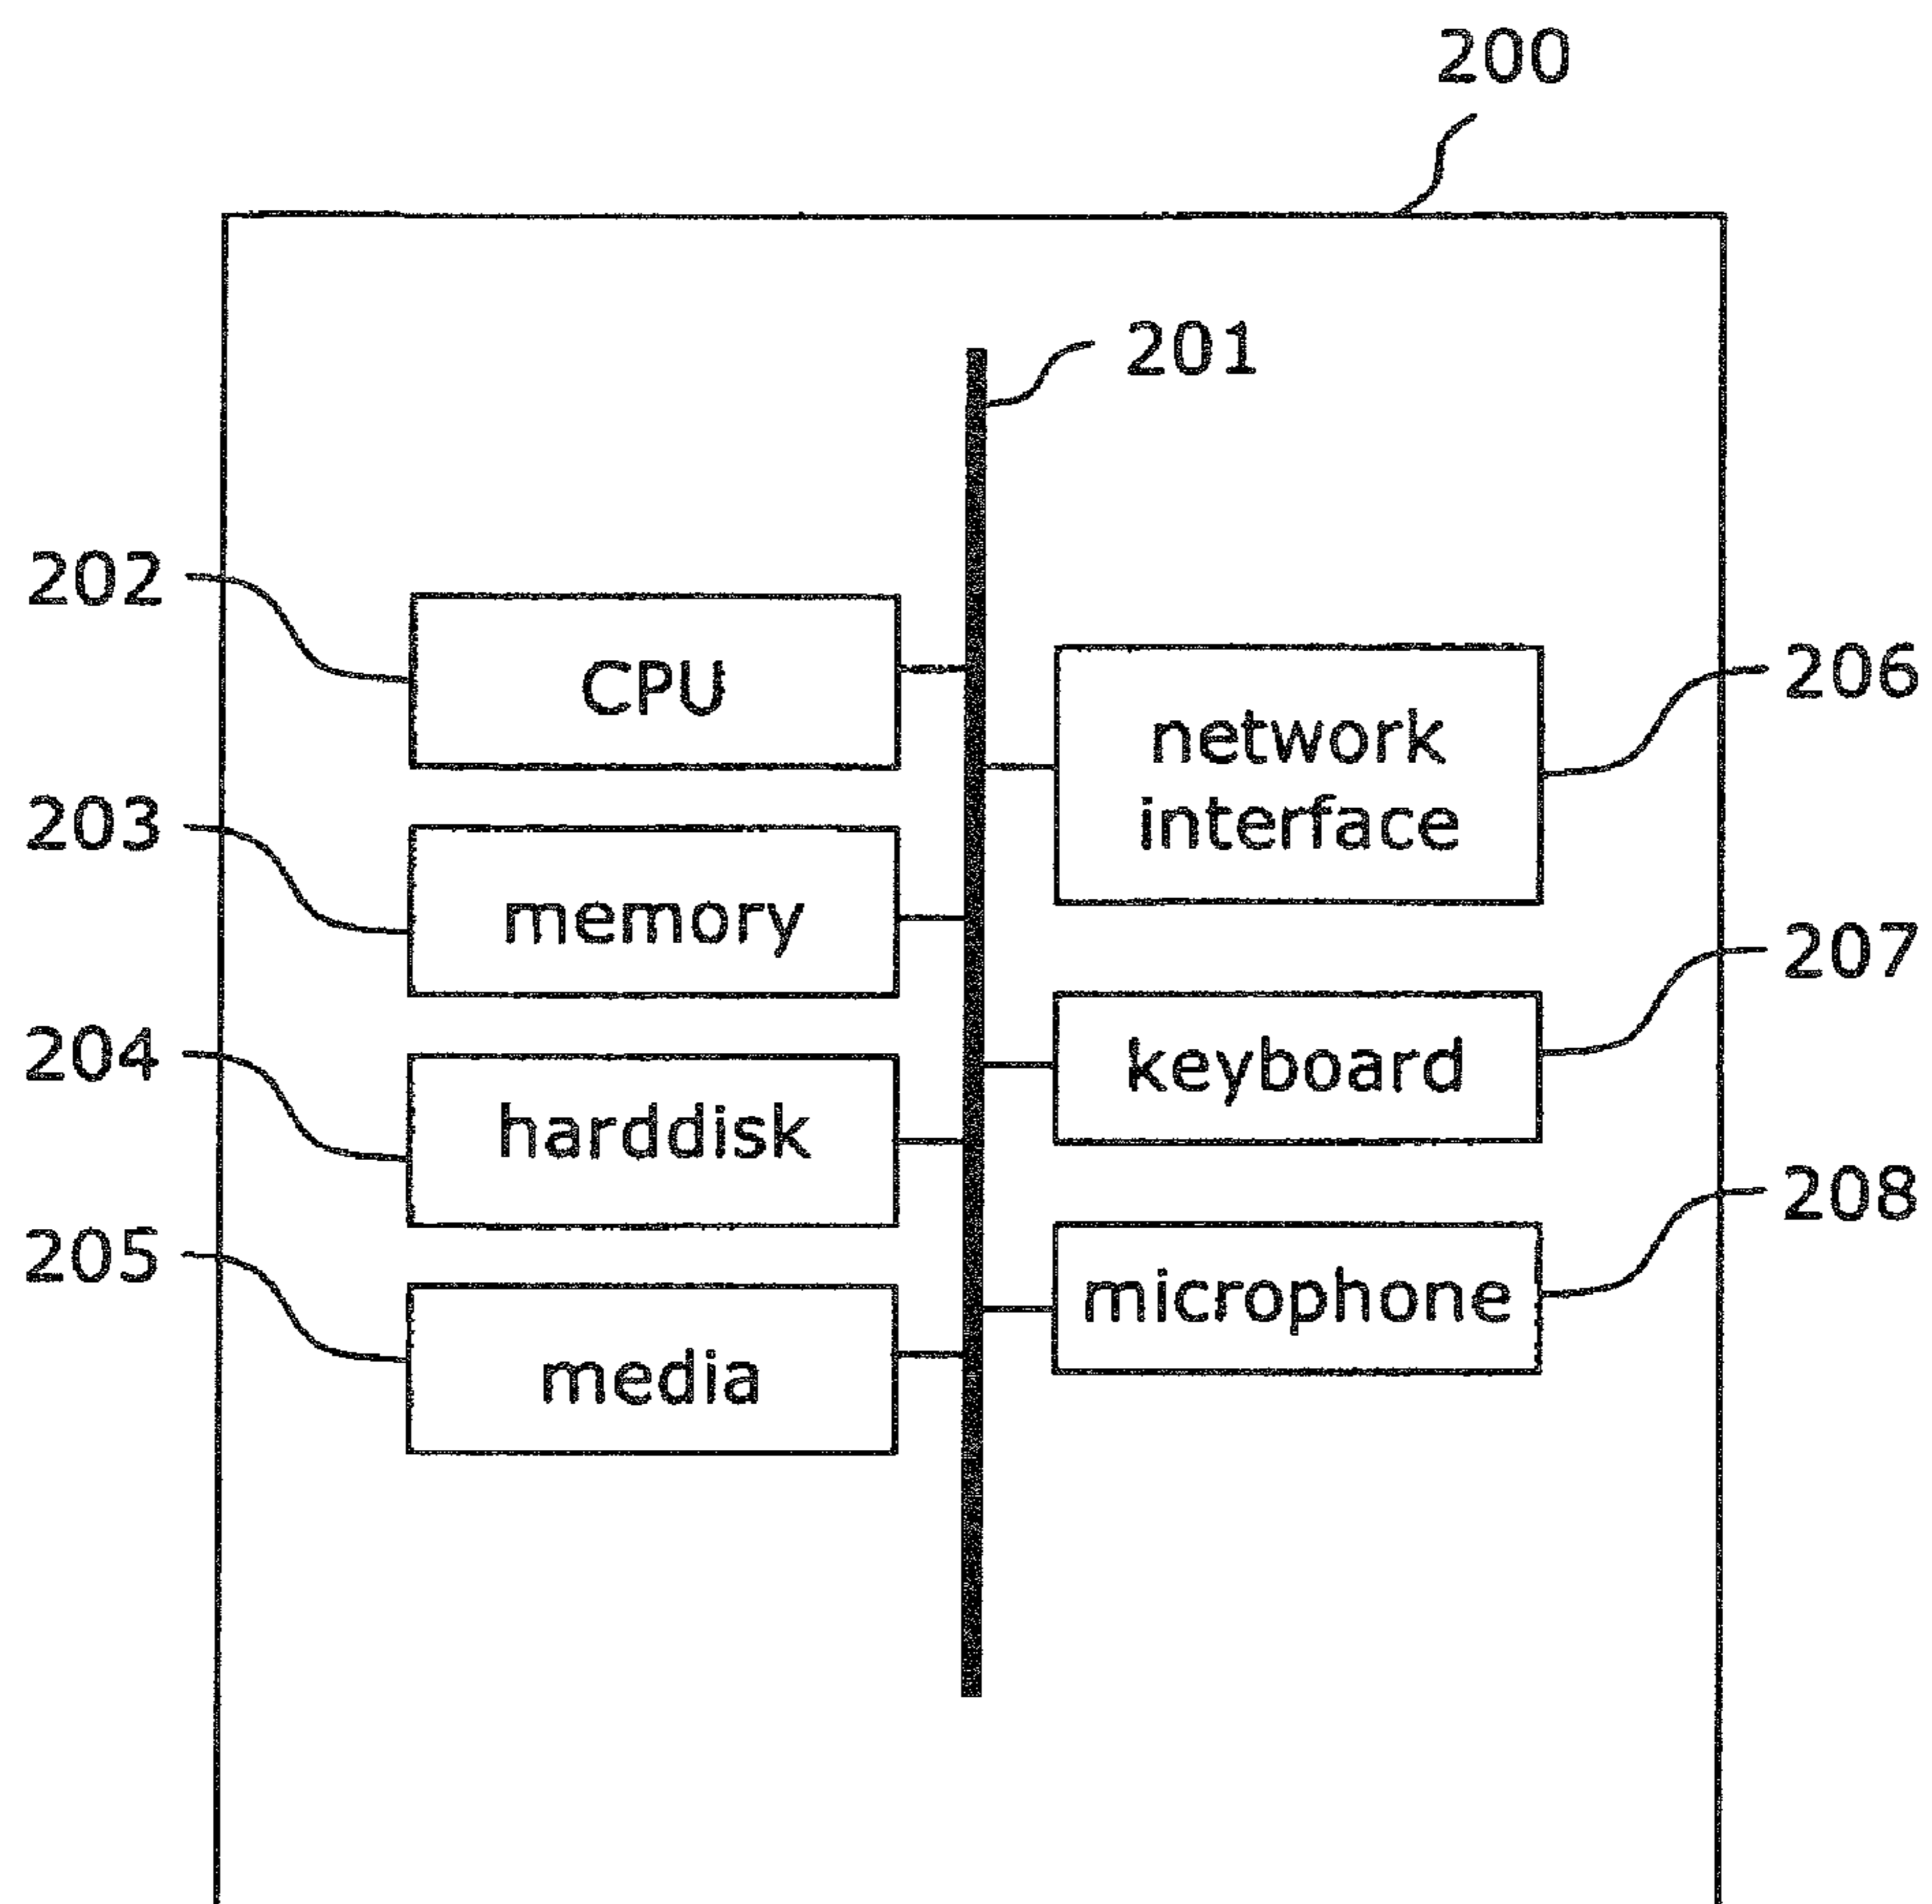 200
201
202
CPU
206
network
interface
203
memory
207
keyboard
204
harddisk
208
microphone
205
media